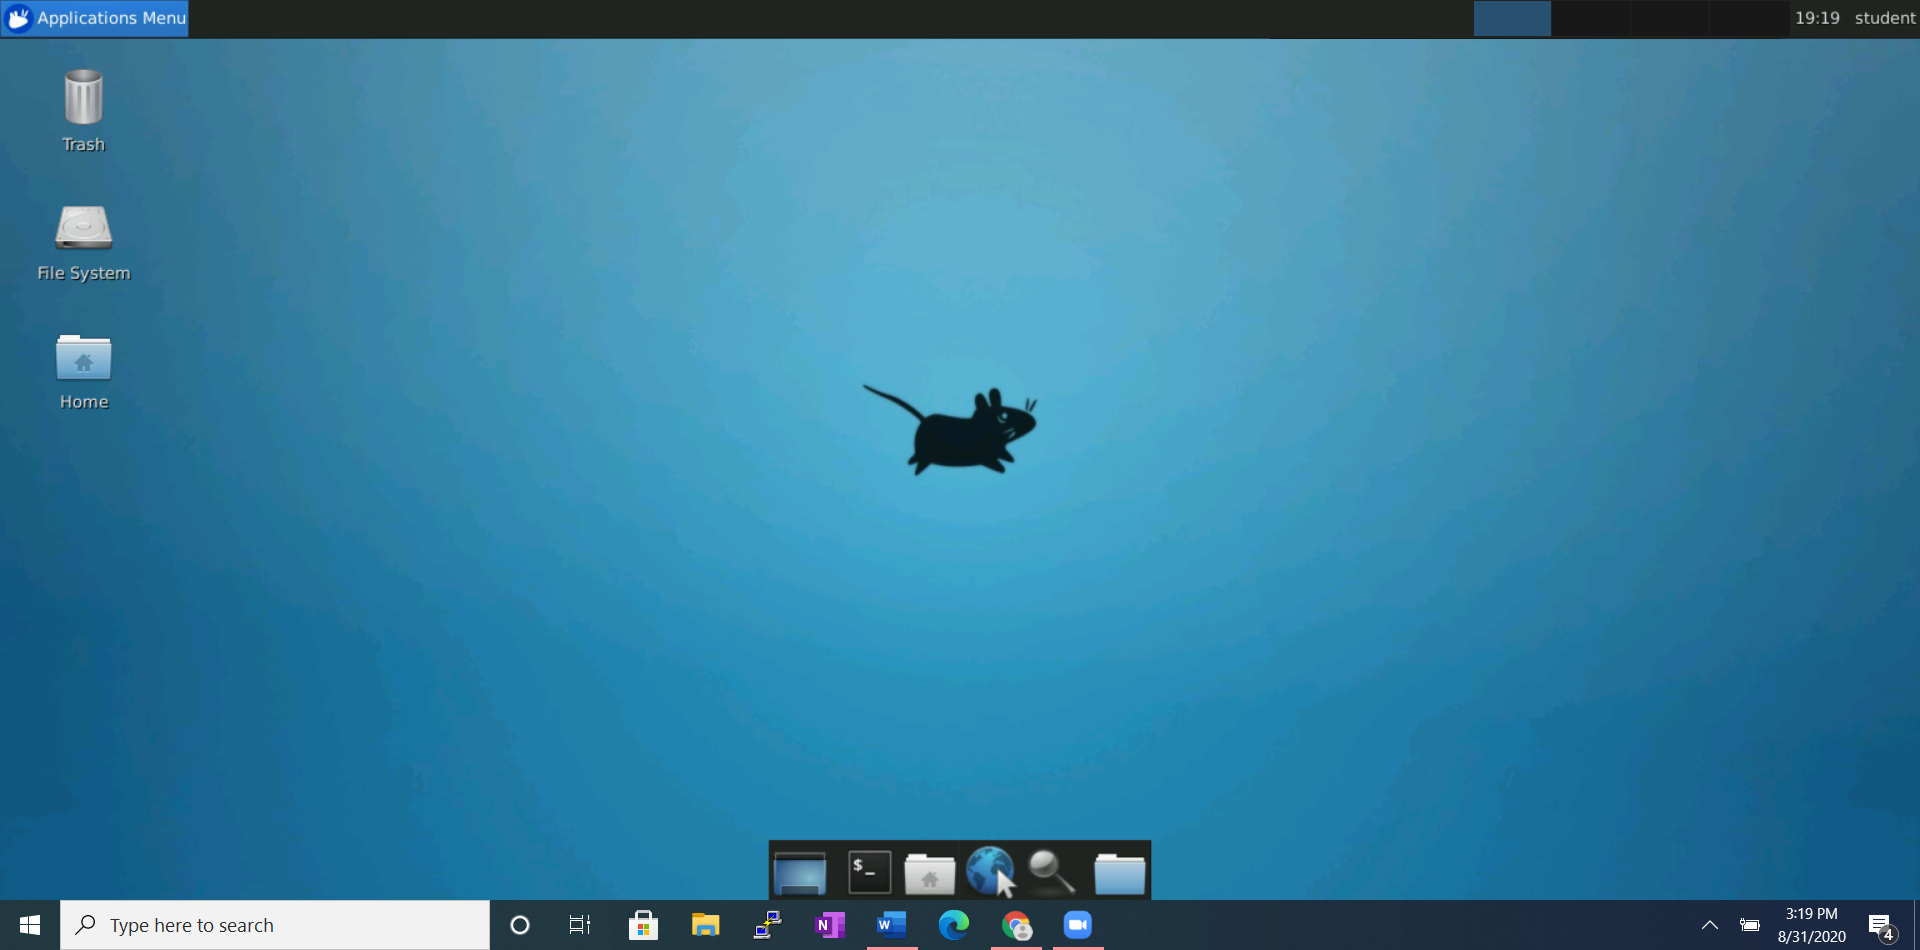 Applications Menu
19:19 student
Trash
File System
Home
$_
Type here to search
N
W
3:19 PM
8/31/2020
4